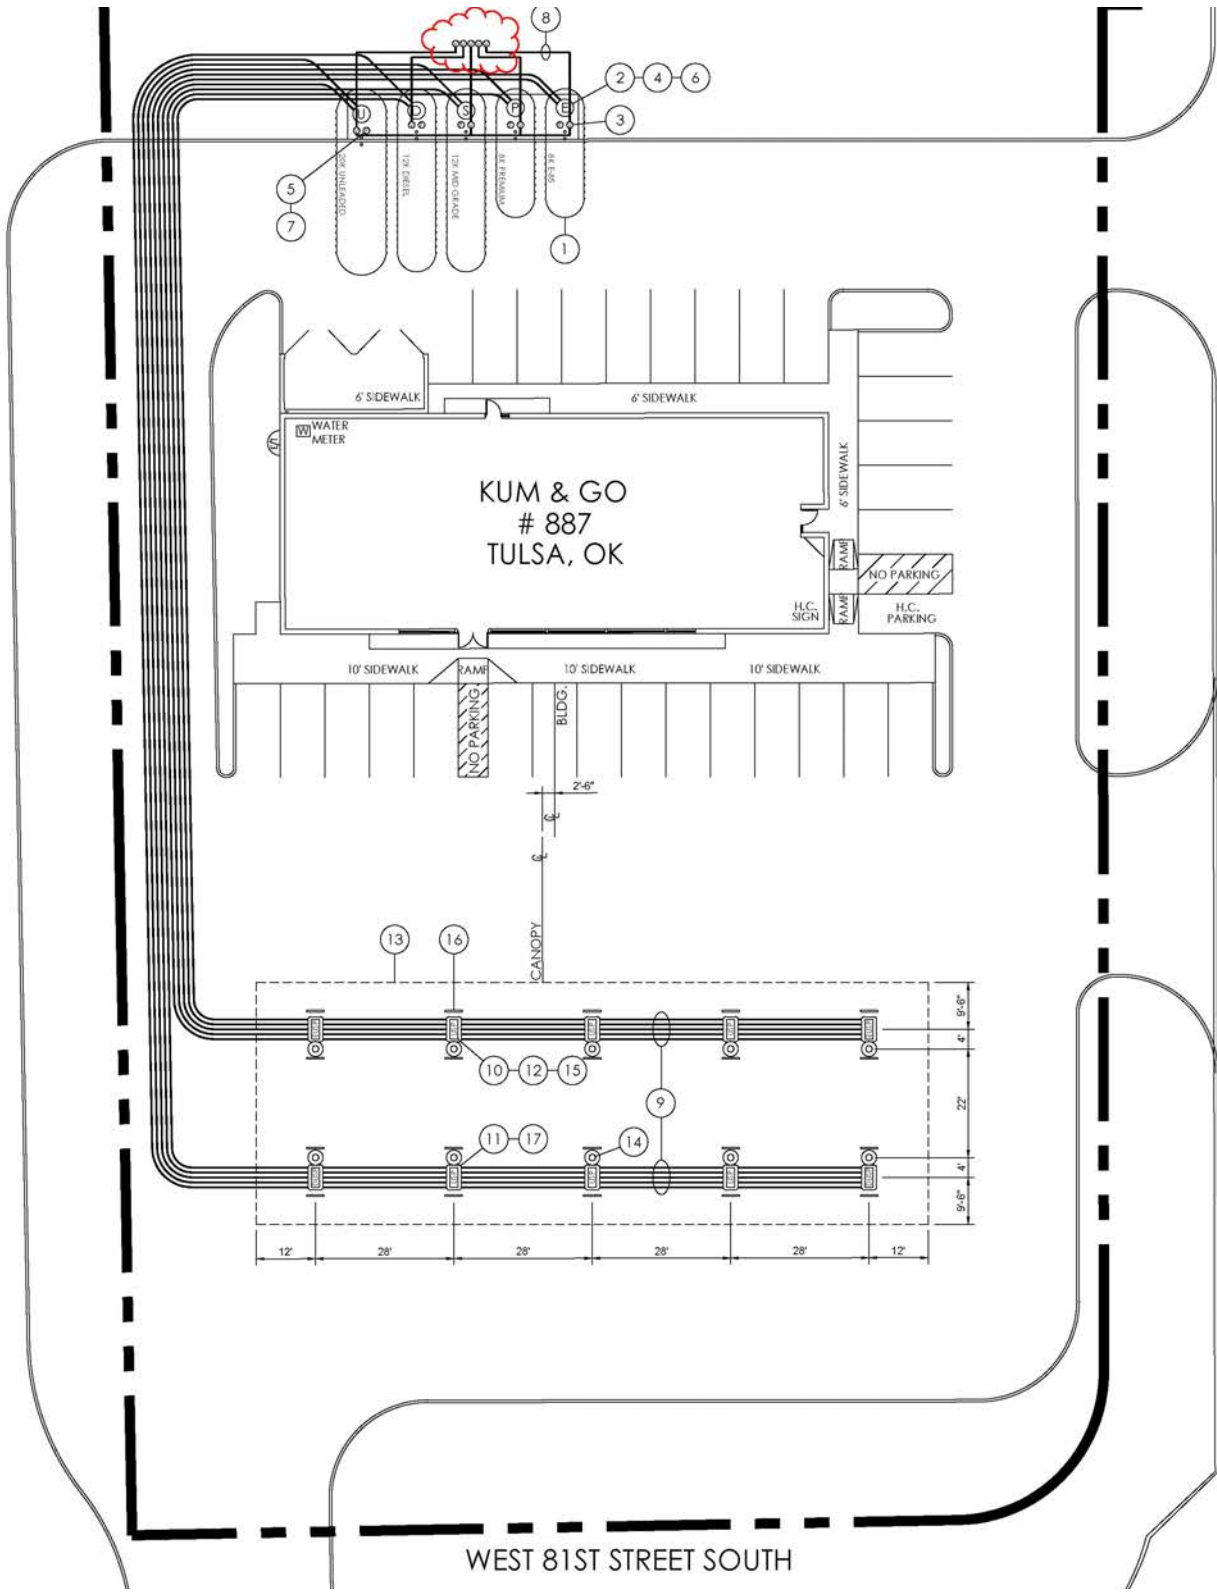 8
2 4 6
3
U D S P E
20K UNLEADED
12K DIESEL
12K MID GRADE
8K PREMIUM
8K E-85
5
7
1
6' SIDEWALK
6' SIDEWALK
W WATER
METER
6' SIDEWALK
KUM & GO
# 887
TULSA, OK
RAMP
NO PARKING
RAMP
H.C.
SIGN
H.C.
PARKING
10' SIDEWALK
RAMP
10' SIDEWALK
10' SIDEWALK
NO PARKING
BLDG.
2'-6"
CANOPY
13
16
9'-6"
4'
10 12 15
9
22'
11 17
14
4'
9'-6"
12'
28'
28'
28'
28'
12'
WEST 81ST STREET SOUTH